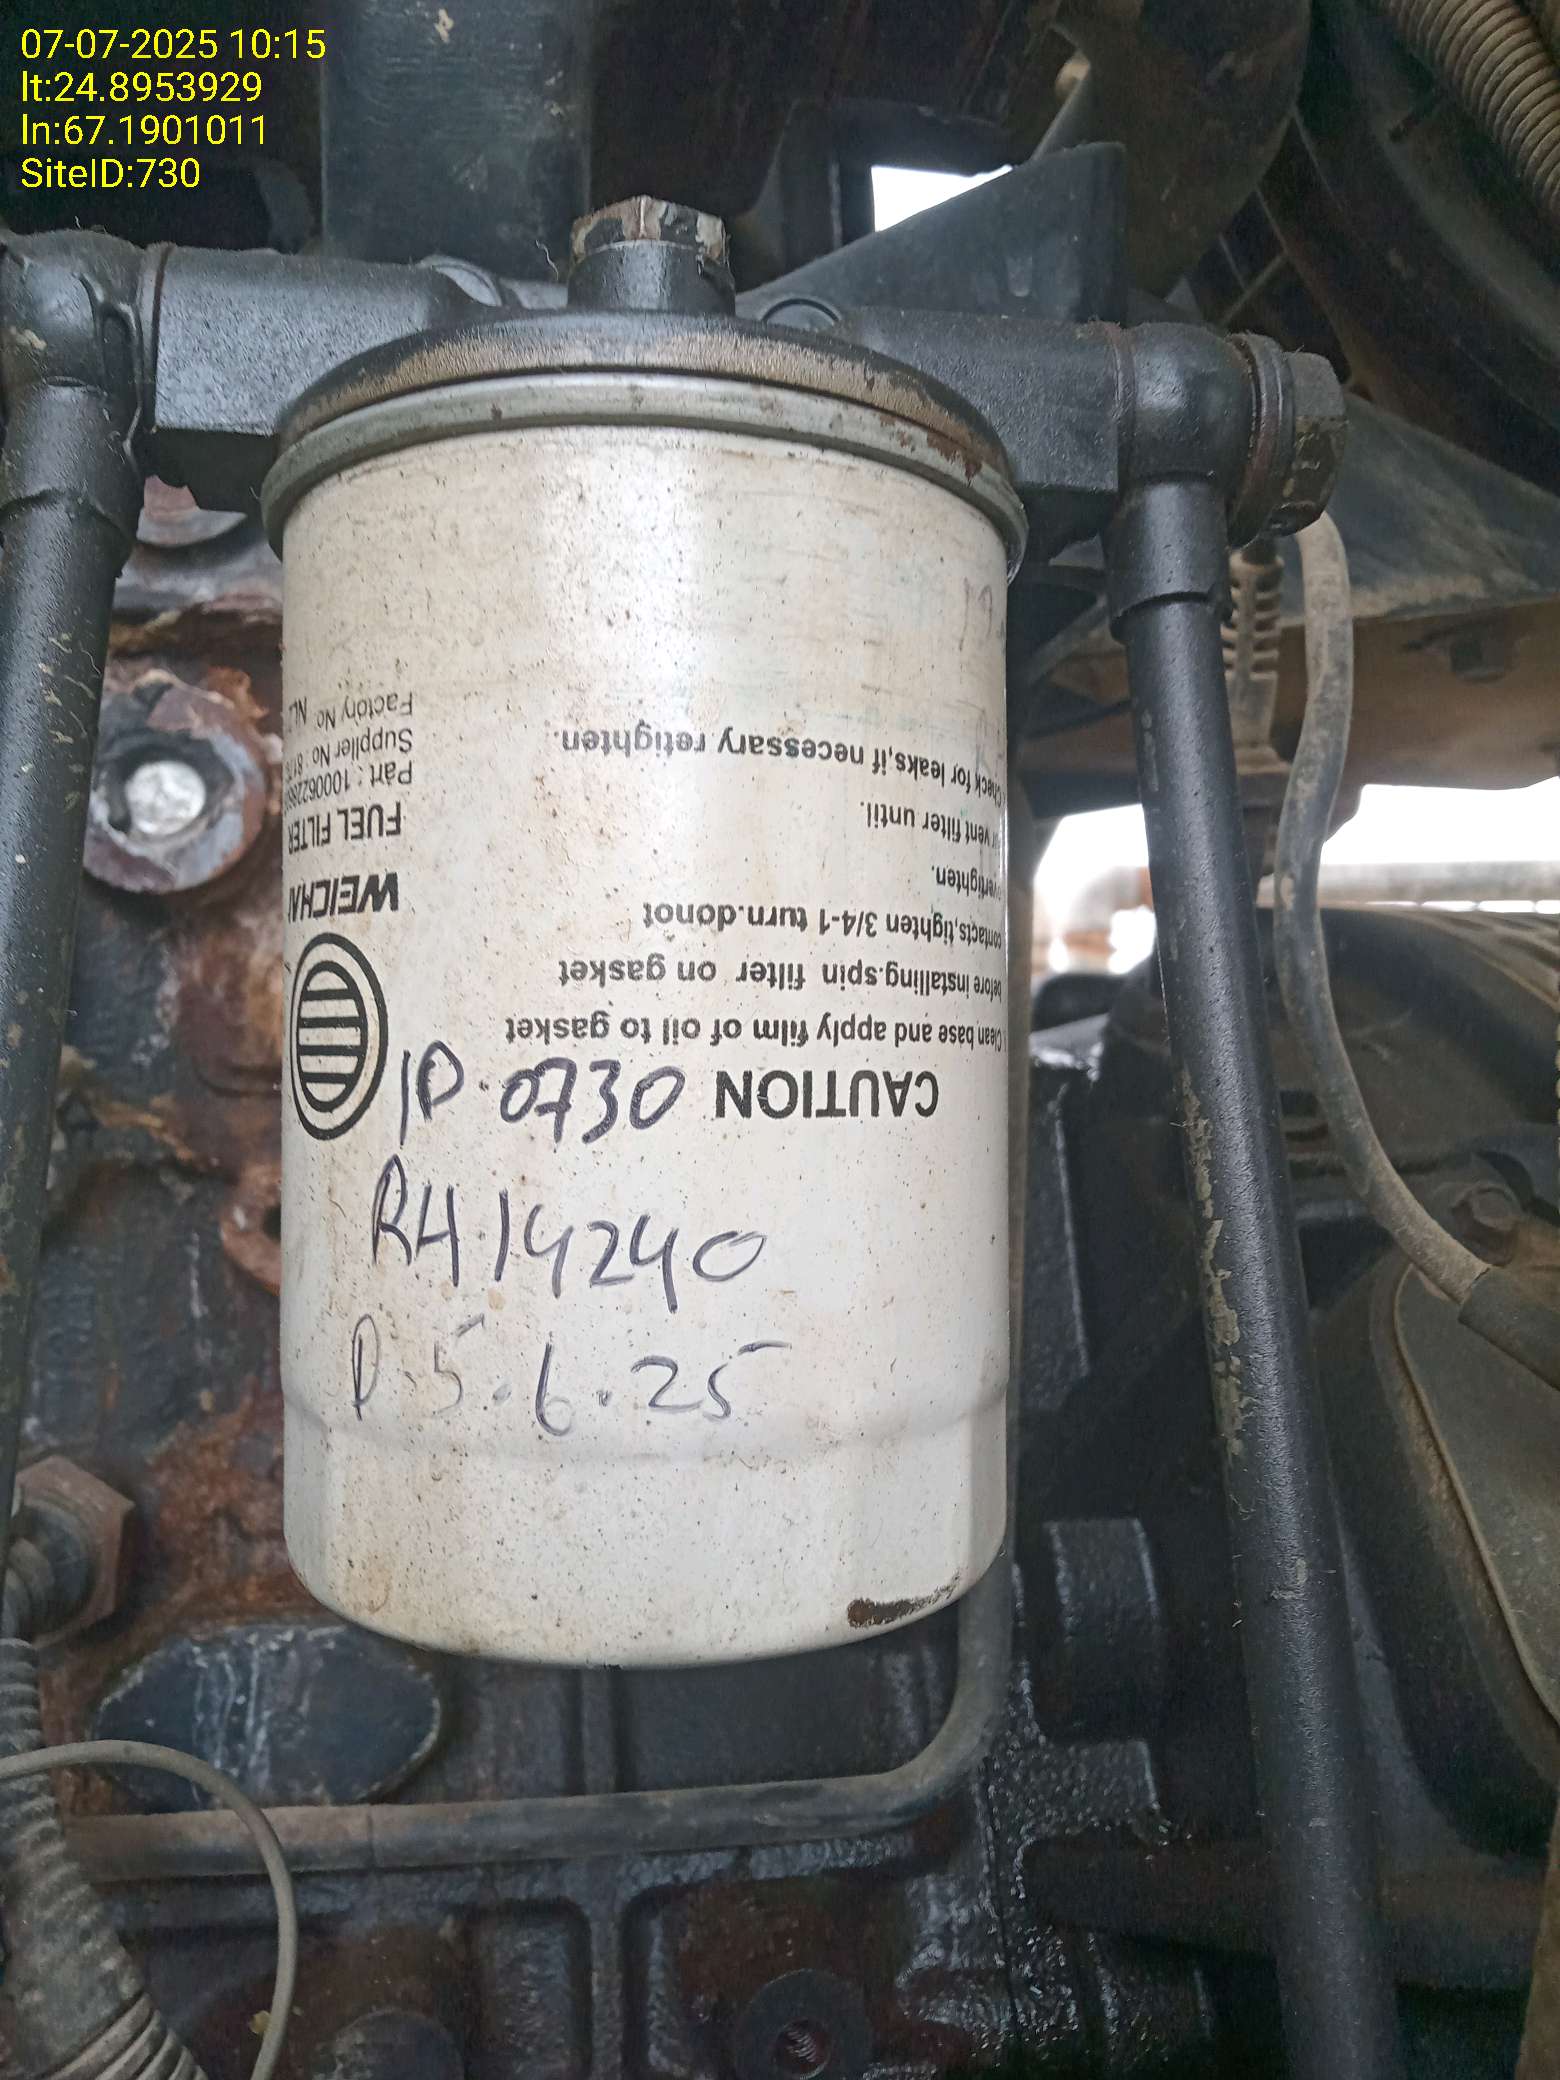 07-07-2025 10:15
lt:24.8953929
ln:67.1901011
SiteID:730
ID. 0730
RH 14240
D. 5. 6. 25
CAUTION
Clean base and apply film of oil to gasket
before installing.spin filter on gasket
contacts,tighten 3/4-1 turn.donot
vent filter until.
Check for leaks,if necessary retighten.
FUEL FILTER
Part :
Supplier No
Factory No